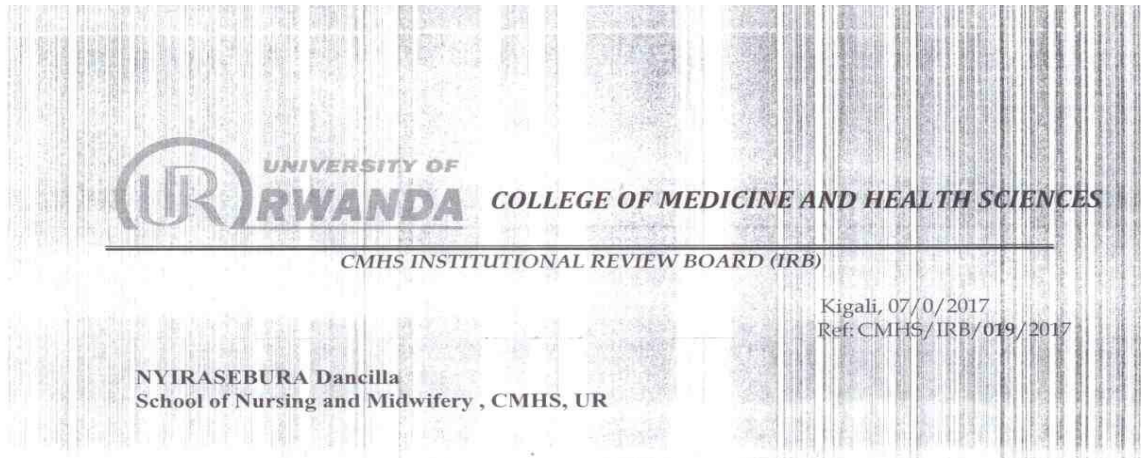 UR
UNIVERSITY OF
RWANDA
COLLEGE OF MEDICINE AND HEALTH SCIENCES
CMHS INSTITUTIONAL REVIEW BOARD (IRB)
Kigali, 07/0/2017
Ref: CMHS/IRB/019/2017
NYIRASEBURA Dancilla
School of Nursing and Midwifery , CMHS, UR